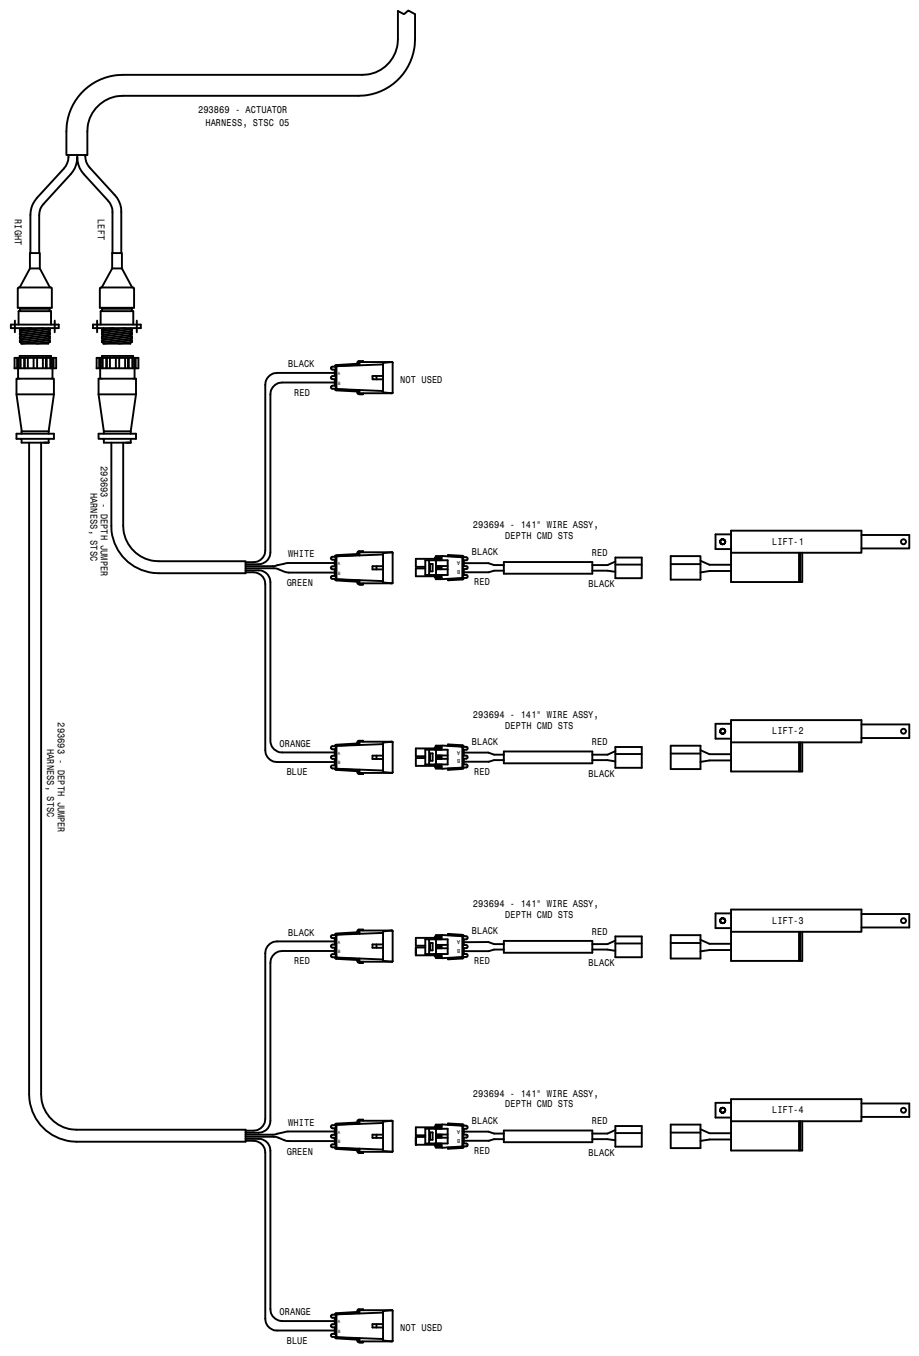 293869 - ACTUATOR
HARNESS, STSC 05
RIGHT
LEFT
BLACK
RED
NOT USED
293693 - DEPTH JUMPER
HARNESS, STSC
293694 - 141" WIRE ASSY,
DEPTH CMD STS
WHITE
GREEN
BLACK
RED
RED
BLACK
LIFT-1
293694 - 141" WIRE ASSY,
DEPTH CMD STS
ORANGE
BLUE
BLACK
RED
RED
BLACK
LIFT-2
293693 - DEPTH JUMPER
HARNESS, STSC
293694 - 141" WIRE ASSY,
DEPTH CMD STS
BLACK
RED
BLACK
RED
RED
BLACK
LIFT-3
293694 - 141" WIRE ASSY,
DEPTH CMD STS
WHITE
GREEN
BLACK
RED
RED
BLACK
LIFT-4
ORANGE
BLUE
NOT USED